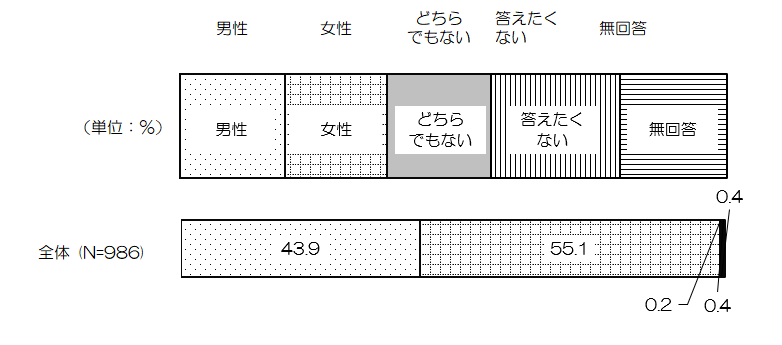 男性 女性 どちら 答えたく 無回答
でもない ない
(単位：%) 男性 女性 どちら 答えたく 無回答
でもない ない
0.4
全体 (N=986) 43.9 55.1
0.2 0.4